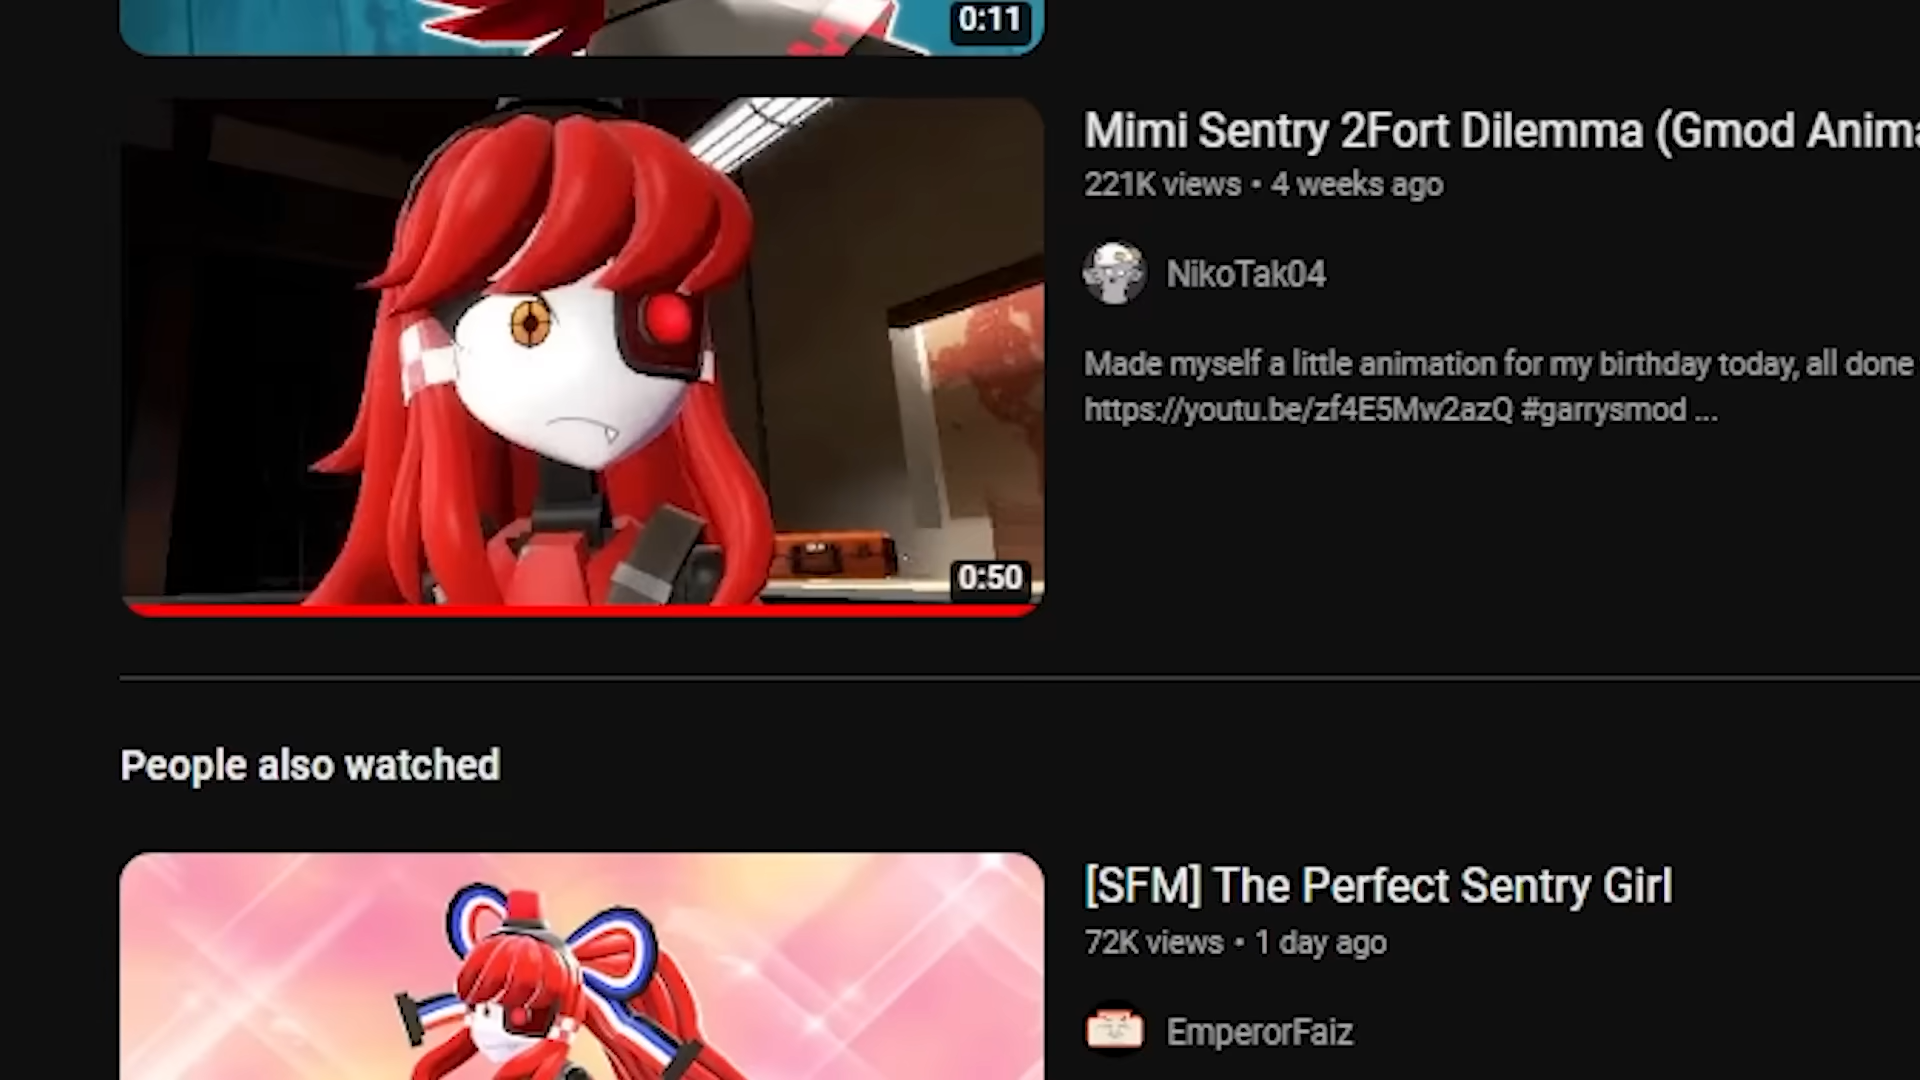 0:11
Mimi Sentry 2Fort Dilemma (Gmod Anima
221K views • 4 weeks ago
NikoTak04
Made myself a little animation for my birthday today, all done
https://youtu.be/zf4E5Mw2azQ #garrysmod ...
0:50
People also watched
[SFM] The Perfect Sentry Girl
72K views • 1 day ago
EmperorFaiz